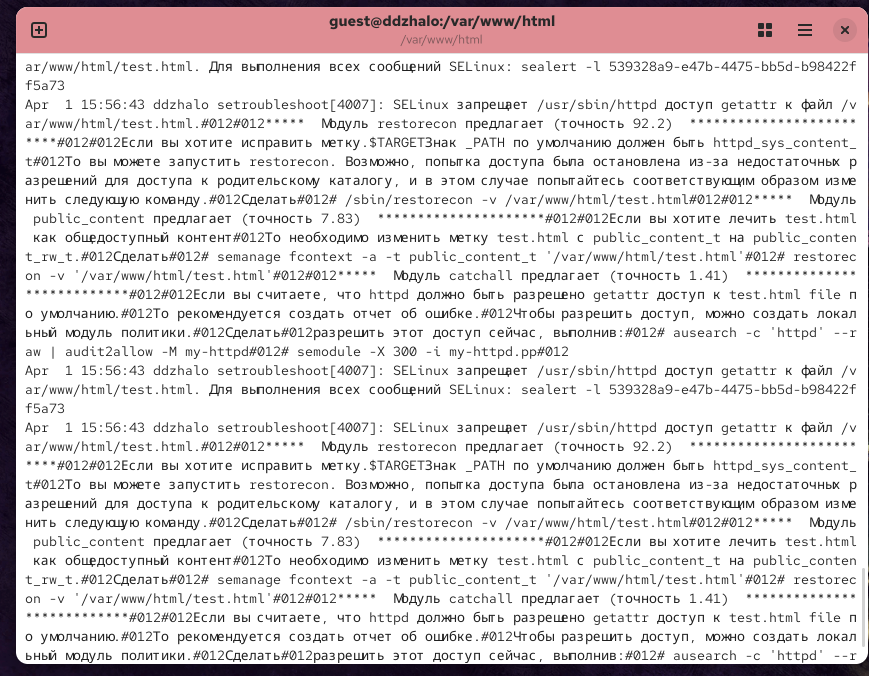 guest@ddzhalo:/var/www/html
/var/www/html
ar/www/html/test.html. Для выполнения всех сообщений SELinux: sealert -l 539328a9-e47b-4475-bb5d-b98422f
f5a73
Apr  1 15:56:43 ddzhalo setroubleshoot[4007]: SELinux запрещает /usr/sbin/httpd доступ getattr к файл /v
ar/www/html/test.html.#012#012*****  Модуль restorecon предлагает (точность 92.2)  *********************
****#012#012Если вы хотите исправить метку.$TARGETЗнак _PATH по умолчанию должен быть httpd_sys_content_
t#012То вы можете запустить restorecon. Возможно, попытка доступа была остановлена из-за недостаточных р
азрешений для доступа к родительскому каталогу, и в этом случае попытайтесь соответствующим образом изме
нить следующую команду.#012Сделать#012# /sbin/restorecon -v /var/www/html/test.html#012#012*****  Модуль
 public_content предлагает (точность 7.83)  *********************#012#012Если вы хотите лечить test.html
 как общедоступный контент#012То необходимо изменить метку test.html с public_content_t на public_conten
t_rw_t.#012Сделать#012# semanage fcontext -a -t public_content_t '/var/www/html/test.html'#012# restorec
on -v '/var/www/html/test.html'#012#012*****  Модуль catchall предлагает (точность 1.41)  **************
*************#012#012Если вы считаете, что httpd должно быть разрешено getattr доступ к test.html file п
о умолчанию.#012То рекомендуется создать отчет об ошибке.#012Чтобы разрешить доступ, можно создать локал
ьный модуль политики.#012Сделать#012разрешить этот доступ сейчас, выполнив:#012# ausearch -c 'httpd' --r
aw | audit2allow -M my-httpd#012# semodule -X 300 -i my-httpd.pp#012
Apr  1 15:56:43 ddzhalo setroubleshoot[4007]: SELinux запрещает /usr/sbin/httpd доступ getattr к файл /v
ar/www/html/test.html. Для выполнения всех сообщений SELinux: sealert -l 539328a9-e47b-4475-bb5d-b98422f
f5a73
Apr  1 15:56:43 ddzhalo setroubleshoot[4007]: SELinux запрещает /usr/sbin/httpd доступ getattr к файл /v
ar/www/html/test.html.#012#012*****  Модуль restorecon предлагает (точность 92.2)  *********************
****#012#012Если вы хотите исправить метку.$TARGETЗнак _PATH по умолчанию должен быть httpd_sys_content_
t#012То вы можете запустить restorecon. Возможно, попытка доступа была остановлена из-за недостаточных р
азрешений для доступа к родительскому каталогу, и в этом случае попытайтесь соответствующим образом изме
нить следующую команду.#012Сделать#012# /sbin/restorecon -v /var/www/html/test.html#012#012*****  Модуль
 public_content предлагает (точность 7.83)  *********************#012#012Если вы хотите лечить test.html
 как общедоступный контент#012То необходимо изменить метку test.html с public_content_t на public_conten
t_rw_t.#012Сделать#012# semanage fcontext -a -t public_content_t '/var/www/html/test.html'#012# restorec
on -v '/var/www/html/test.html'#012#012*****  Модуль catchall предлагает (точность 1.41)  **************
*************#012#012Если вы считаете, что httpd должно быть разрешено getattr доступ к test.html file п
о умолчанию.#012То рекомендуется создать отчет об ошибке.#012Чтобы разрешить доступ, можно создать локал
ьный модуль политики.#012Сделать#012разрешить этот доступ сейчас, выполнив:#012# ausearch -c 'httpd' --r